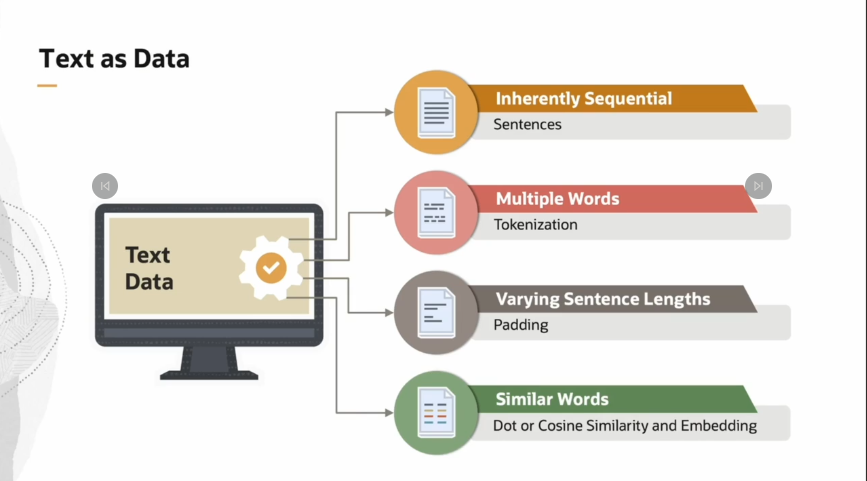 Text as Data
Text
Data
Inherently Sequential
Sentences
Multiple Words
Tokenization
Varying Sentence Lengths
Padding
Similar Words
Dot or Cosine Similarity and Embedding